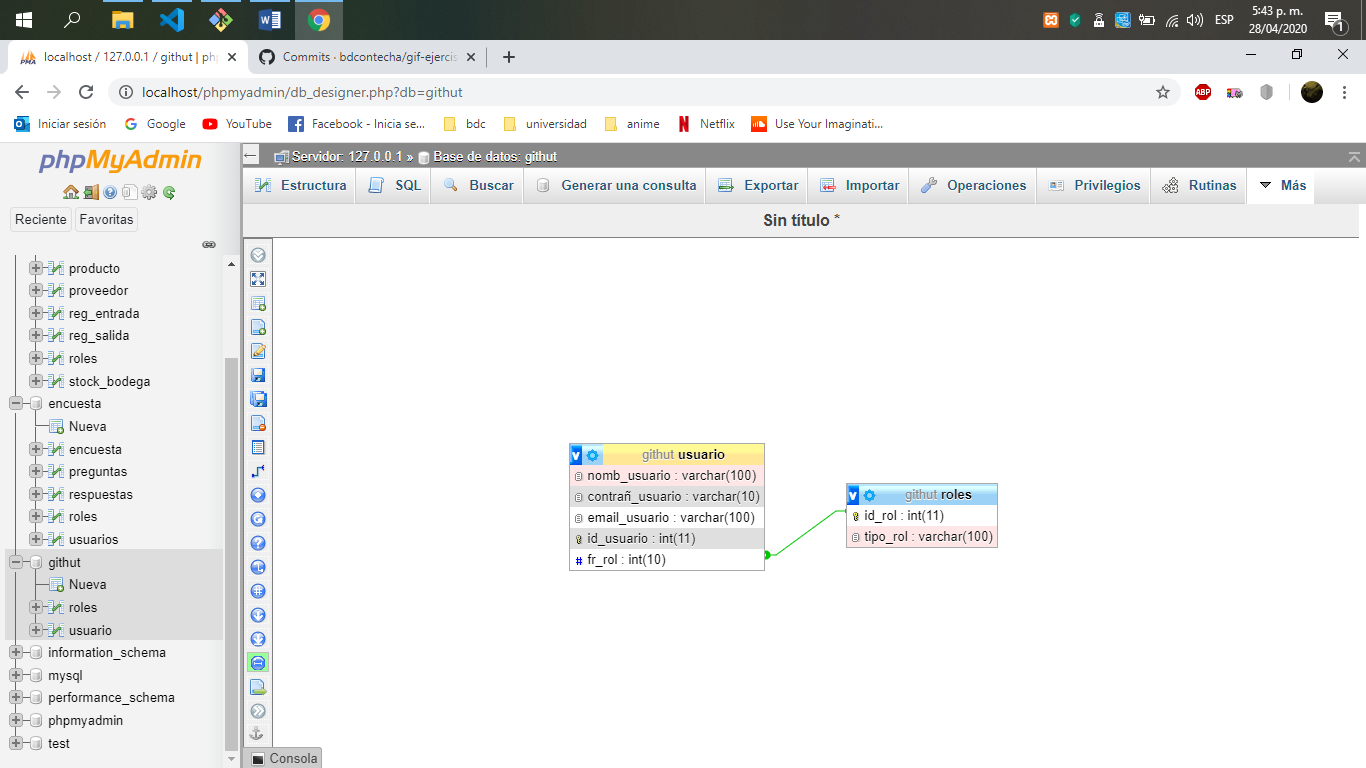 ESP
5:43 p. m.
28/04/2020
1
localhost / 127.0.0.1 / githut | php
Commits · bdcontecha/gif-ejercis
localhost/phpmyadmin/db_designer.php?db=githut
ABP
Iniciar sesión
Google
YouTube
Facebook - Inicia se...
bdc
universidad
anime
Netflix
Use Your Imaginati...
phpMyAdmin
Reciente
Favoritas
producto
proveedor
reg_entrada
reg_salida
roles
stock_bodega
encuesta
Nueva
encuesta
preguntas
respuestas
roles
usuarios
githut
Nueva
roles
usuario
information_schema
mysql
performance_schema
phpmyadmin
test
Servidor: 127.0.0.1 » Base de datos: githut
Estructura
SQL
Buscar
Generar una consulta
Exportar
Importar
Operaciones
Privilegios
Rutinas
Más
Sin título *
v githut usuario
nomb_usuario : varchar(100)
contrañ_usuario : varchar(10)
email_usuario : varchar(100)
id_usuario : int(11)
# fr_rol : int(10)
v githut roles
id_rol : int(11)
tipo_rol : varchar(100)
Consola